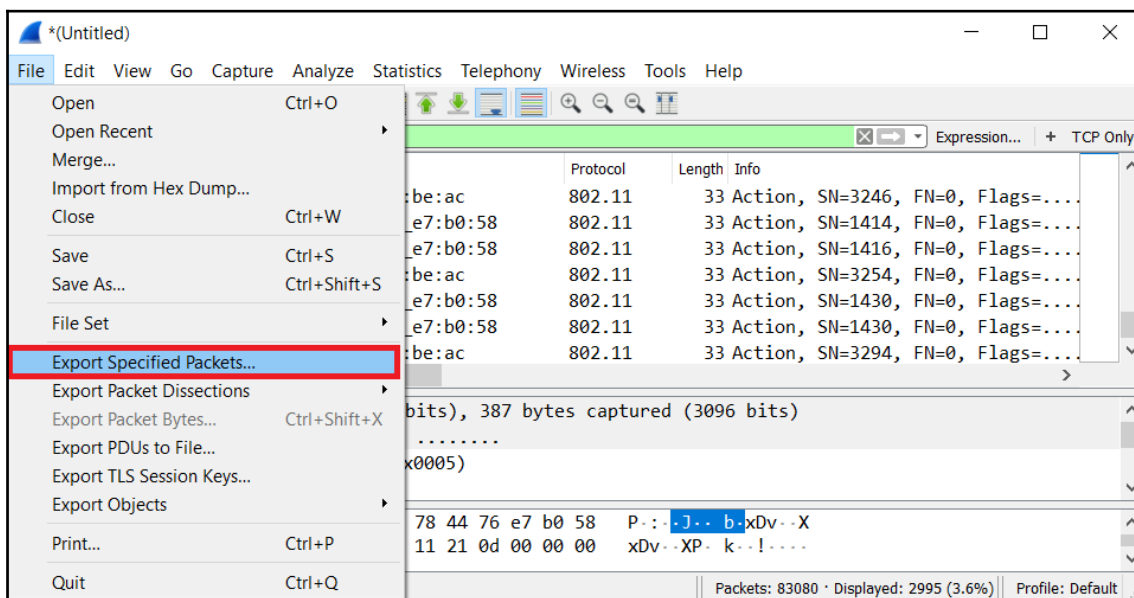 *(Untitled)
File Edit View Go Capture Analyze Statistics Telephony Wireless Tools Help
Open Ctrl+O
Open Recent
Merge...
Import from Hex Dump...
Close Ctrl+W
Save Ctrl+S
Save As... Ctrl+Shift+S
File Set
Export Specified Packets...
Export Packet Dissections
Export Packet Bytes... Ctrl+Shift+X
Export PDUs to File...
Export TLS Session Keys...
Export Objects
Print... Ctrl+P
Quit Ctrl+Q
Expression... + TCP Only
Protocol Length Info
:be:ac 802.11 33 Action, SN=3246, FN=0, Flags=....
_e7:b0:58 802.11 33 Action, SN=1414, FN=0, Flags=....
_e7:b0:58 802.11 33 Action, SN=1416, FN=0, Flags=....
:be:ac 802.11 33 Action, SN=3254, FN=0, Flags=....
_e7:b0:58 802.11 33 Action, SN=1430, FN=0, Flags=....
_e7:b0:58 802.11 33 Action, SN=1430, FN=0, Flags=....
:be:ac 802.11 33 Action, SN=3294, FN=0, Flags=....
bits), 387 bytes captured (3096 bits)
........
x0005)
78 44 76 e7 b0 58 P·:··J·· b·xDv··X
11 21 0d 00 00 00 xDv··XP· k··!····
Packets: 83080 · Displayed: 2995 (3.6%) Profile: Default